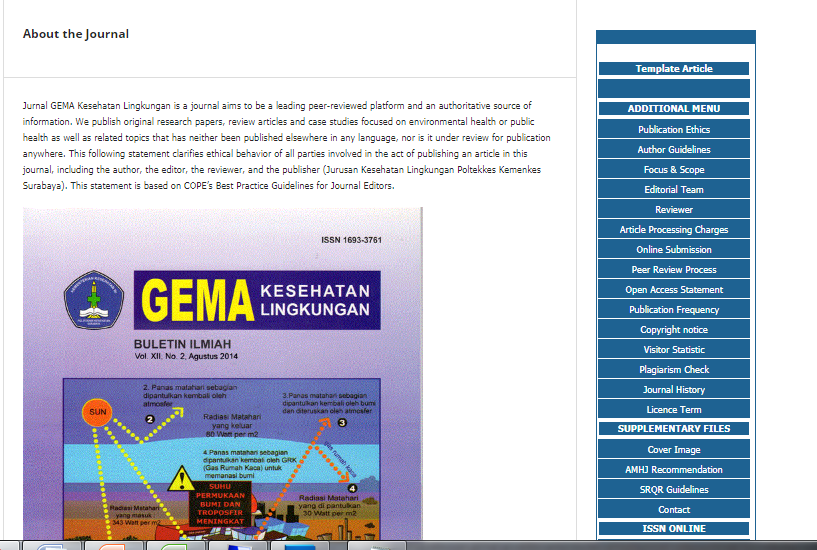 About the Journal
Jurnal GEMA Kesehatan Lingkungan is a journal aims to be a leading peer-reviewed platform and an authoritative source of
information. We publish original research papers, review articles and case studies focused on environmental health or public
health as well as related topics that has neither been published elsewhere in any language, nor is it under review for publication
anywhere. This following statement clarifies ethical behavior of all parties involved in the act of publishing an article in this
journal, including the author, the editor, the reviewer, and the publisher (Jurusan Kesehatan Lingkungan Poltekkes Kemenkes
Surabaya). This statement is based on COPE's Best Practice Guidelines for Journal Editors.
ISSN 1693-3761
GEMA KESEHATAN
LINGKUNGAN
BULETIN ILMIAH
Vol. XII, No. 2, Agustus 2014
2. Panas matahari sebagian
dipantulkan kembali oleh
atmosfer
2
3.Panas matahari sebagian
dipantulkan kembali oleh bumi
dan diteruskan oleh atmosfer
3
SUN
Radiasi Matahari
yang keluar
80 Watt per m2
4.Panas matahari sebagian
dipantulkan kembali oleh GRK
(Gas Rumah Kaca) untuk
memanasi bumi
gas rumah kaca
4
SUHU
PERMUKAAN
BUMI DAN
TROPOSFIR
MENINGKAT
Radiasi Matahari
yang di pantulkan
30 Watt per m2
Radiasi Matahari
yang masuk
343 Watt per m2
Template Article
ADDITIONAL MENU
Publication Ethics
Author Guidelines
Focus & Scope
Editorial Team
Reviewer
Article Processing Charges
Online Submission
Peer Review Process
Open Access Statement
Publication Frequency
Copyright notice
Visitor Statistic
Plagiarism Check
Journal History
Licence Term
SUPPLEMENTARY FILES
Cover Image
AMHJ Recommendation
SRQR Guidelines
Contact
ISSN ONLINE